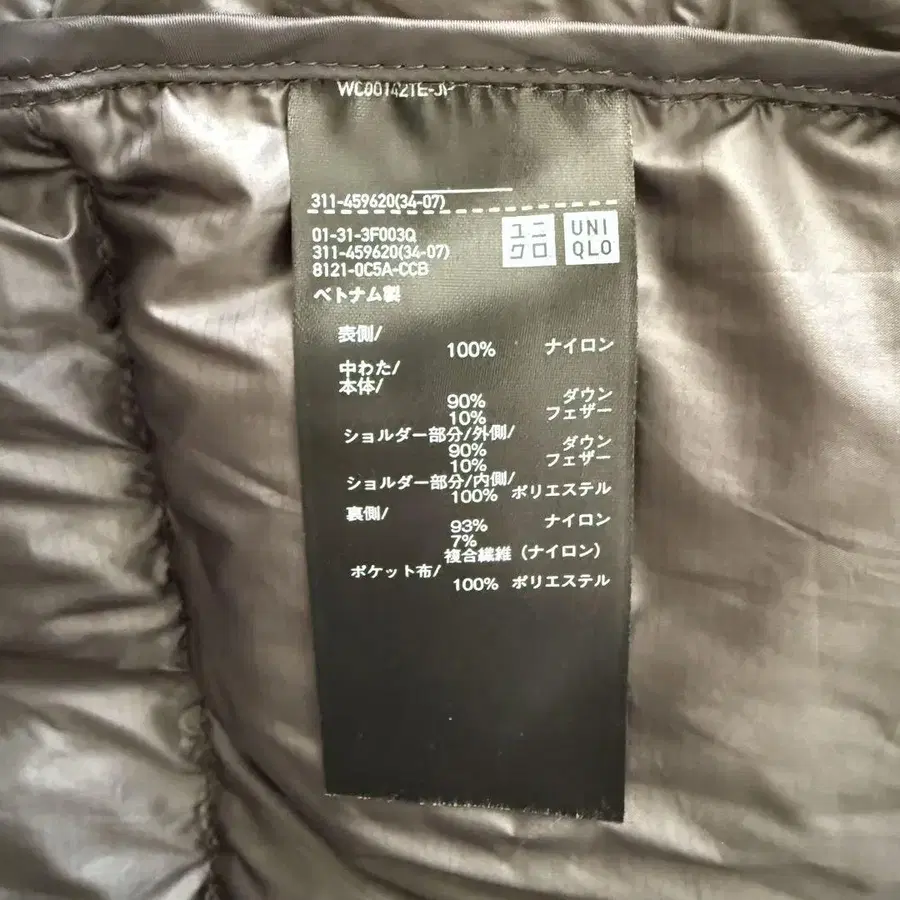 WC00142TE-JP
311-459620(34-07)
01-31-3F003Q
311-459620(34-07)
8121-0C5A-CCB
ユニ
クロ
UNI
QLO
ベトナム製
表側/
100% ナイロン
中わた/
本体/
90% ダウン
10% フェザー
ショルダー部分/外側/
90% ダウン
10% フェザー
ショルダー部分/内側/
100% ポリエステル
裏側/
93% ナイロン
7%
複合繊維（ナイロン）
ポケット布/
100% ポリエステル